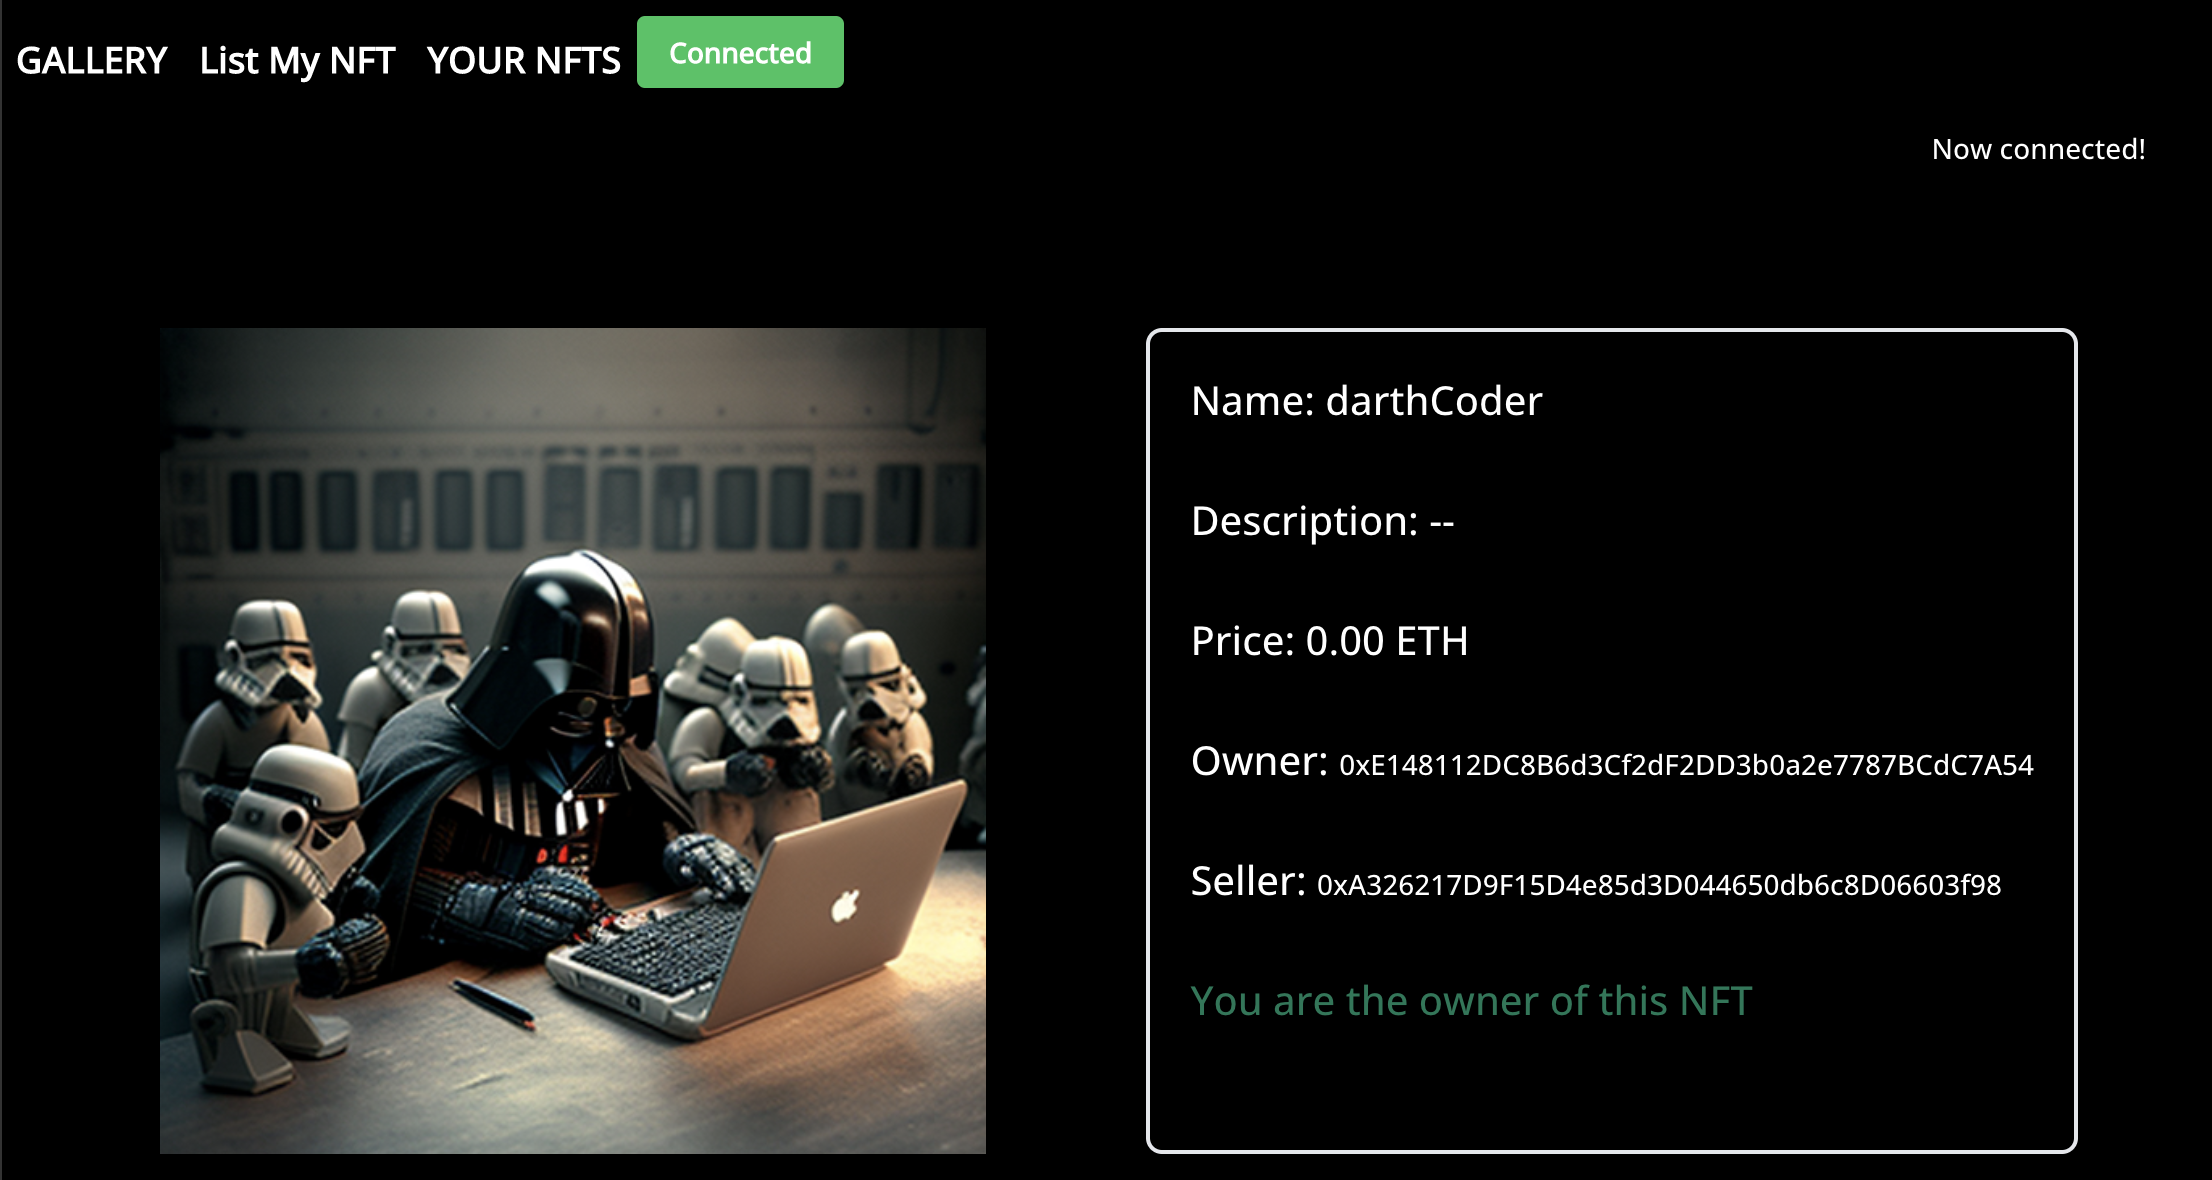 GALLERY List My NFT YOUR NFTS Connected
Now connected!
Name: darthCoder
Description: --
Price: 0.00 ETH
Owner: 0xE148112DC8B6d3Cf2dF2DD3b0a2e7787BCdC7A54
Seller: 0xA326217D9F15D4e85d3D044650db6c8D06603f98
You are the owner of this NFT